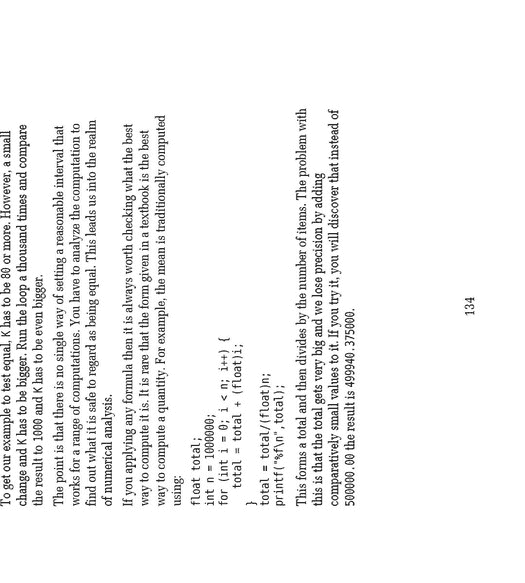 To get our example to test equal, K has to be 80 or more. However, a small
change and K has to be bigger. Run the loop a thousand times and compare
the result to 1000 and K has to be even bigger.
The point is that there is no single way of setting a reasonable interval that
works for a range of computations. You have to analyze the computation to
find out what it is safe to regard as being equal. This leads us into the realm
of numerical analysis.
If you applying any formula then it is always worth checking what the best
way to compute it is. It is rare that the form given in a textbook is the best
way to compute a quantity. For example, the mean is traditionally computed
using:
float total;
int n = 1000000;
for (int i = 0; i < n; i++) {
total = total + (float)i;
}
total = total/(float)n;
printf("%f\n",total);
This forms a total and then divides by the number of items. The problem with
this is that the total gets very big and we lose precision by adding
comparatively small values to it. If you try it, you will discover that instead of
500000.00 the result is 499940.375000.
134